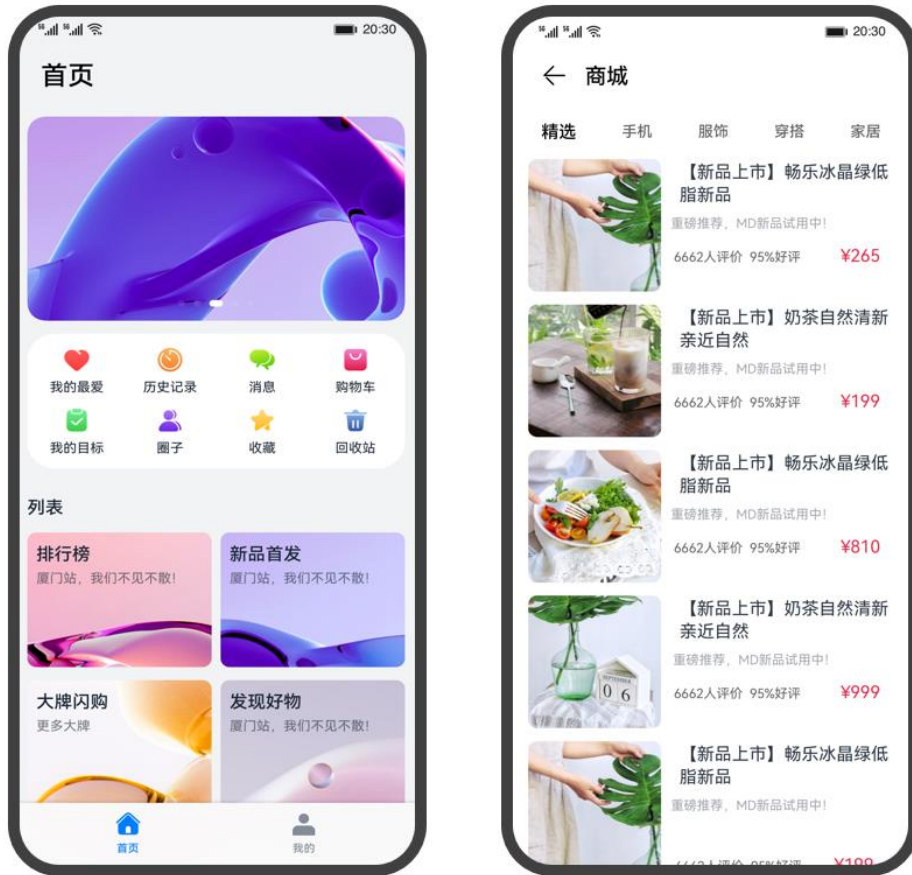 5G 5G 20:30
首页
我的最爱 历史记录 消息 购物车
我的目标 圈子 收藏 回收站
列表
排行榜
厦门站，我们不见不散！
新品首发
厦门站，我们不见不散！
大牌闪购
更多大牌
发现好物
厦门站，我们不见不散！
首页 我的
5G 5G 20:30
商城
精选 手机 服饰 穿搭 家居
【新品上市】畅乐冰晶绿低
脂新品
重磅推荐，MD新品试用中！
6662人评价 95%好评 ¥265
【新品上市】奶茶自然清新
亲近自然
重磅推荐，MD新品试用中！
6662人评价 95%好评 ¥199
【新品上市】畅乐冰晶绿低
脂新品
重磅推荐，MD新品试用中！
6662人评价 95%好评 ¥810
【新品上市】奶茶自然清新
亲近自然
重磅推荐，MD新品试用中！
6662人评价 95%好评 ¥999
SEPTEMBER
0 6
【新品上市】畅乐冰晶绿低
脂新品
重磅推荐，MD新品试用中！